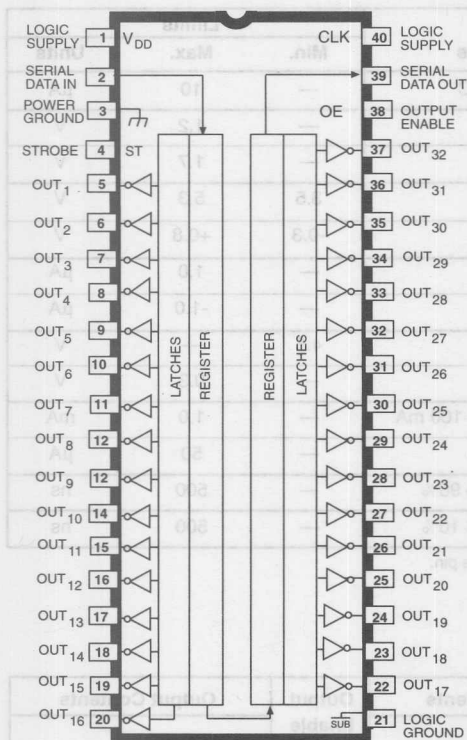 LOGIC SUPPLY 1 VDD CLK 40 LOGIC SUPPLY
SERIAL DATA IN 2 39 SERIAL DATA OUT
POWER GROUND 3 OE 38 OUTPUT ENABLE
STROBE 4 ST 37 OUT32
OUT1 5 36 OUT31
OUT2 6 35 OUT30
OUT3 7 34 OUT29
OUT4 8 33 OUT28
OUT5 9 32 OUT27
OUT6 10 31 OUT26
OUT7 11 30 OUT25
OUT8 12 29 OUT24
OUT9 12 28 OUT23
OUT10 14 27 OUT22
OUT11 15 26 OUT21
OUT12 16 25 OUT20
OUT13 17 24 OUT19
OUT14 18 23 OUT18
OUT15 19 22 OUT17
OUT16 20 SUB 21 LOGIC GROUND
LATCHES
REGISTER
REGISTER
LATCHES